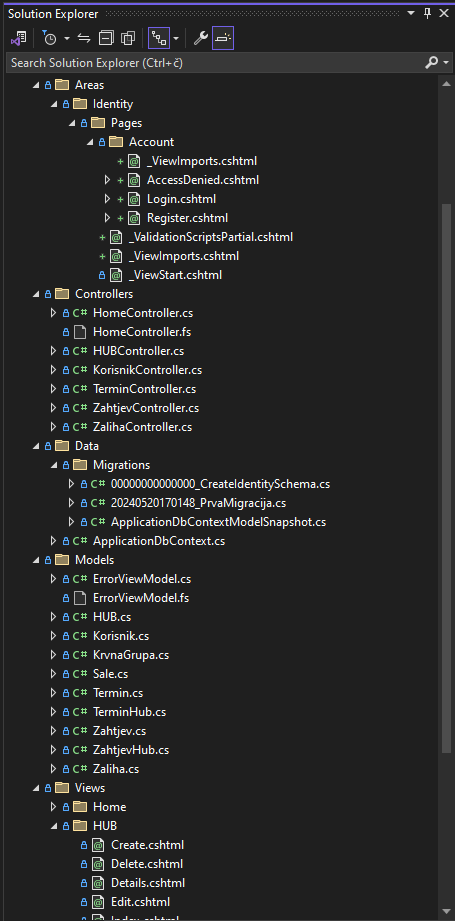 Solution Explorer
Search Solution Explorer (Ctrl+č)
Areas
Identity
Pages
Account
_ViewImports.cshtml
AccessDenied.cshtml
Login.cshtml
Register.cshtml
_ValidationScriptsPartial.cshtml
_ViewImports.cshtml
_ViewStart.cshtml
Controllers
C# HomeController.cs
HomeController.fs
C# HUBController.cs
C# KorisnikController.cs
C# TerminController.cs
C# ZahtjevController.cs
C# ZalihaController.cs
Data
Migrations
C# 00000000000000_CreateIdentitySchema.cs
C# 20240520170148_PrvaMigracija.cs
C# ApplicationDbContextModelSnapshot.cs
C# ApplicationDbContext.cs
Models
C# ErrorViewModel.cs
ErrorViewModel.fs
C# HUB.cs
C# Korisnik.cs
C# KrvnaGrupa.cs
C# Sale.cs
C# Termin.cs
C# TerminHub.cs
C# Zahtjev.cs
C# ZahtjevHub.cs
C# Zaliha.cs
Views
Home
HUB
Create.cshtml
Delete.cshtml
Details.cshtml
Edit.cshtml
Index.cshtml